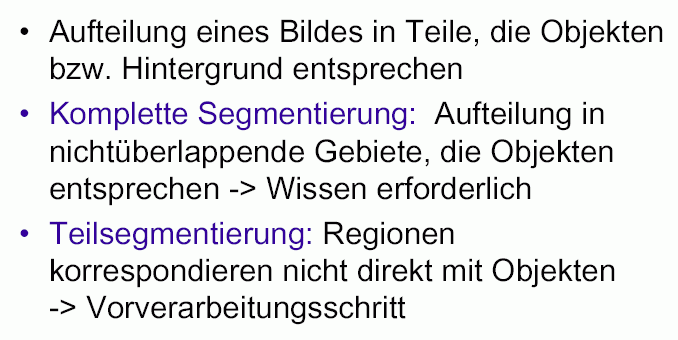 • Aufteilung eines Bildes in Teile, die Objekten
bzw. Hintergrund entsprechen
• Komplette Segmentierung: Aufteilung in
nichtüberlappende Gebiete, die Objekten
entsprechen -> Wissen erforderlich
• Teilsegmentierung: Regionen
korrespondieren nicht direkt mit Objekten
-> Vorverarbeitungsschritt